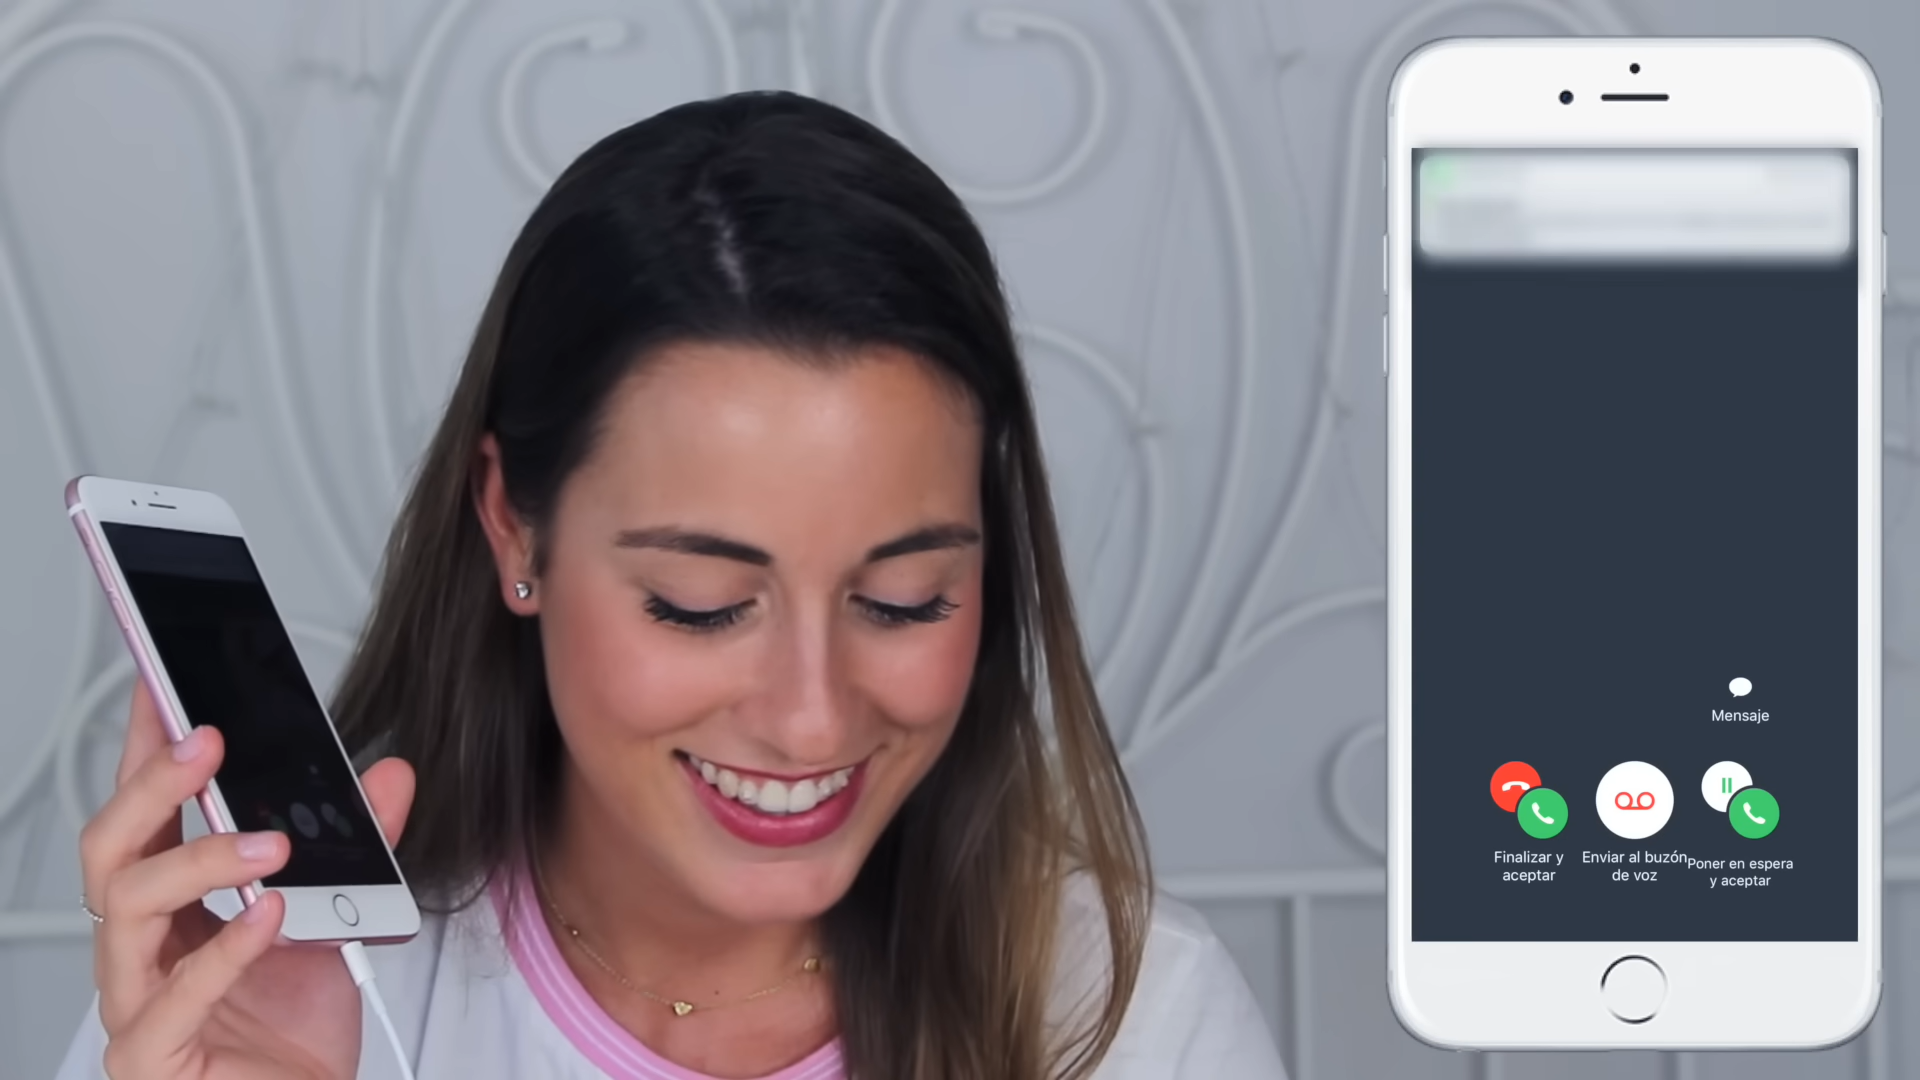 Mensaje
Finalizar y
aceptar
Enviar al buzón
de voz
Poner en espera
y aceptar